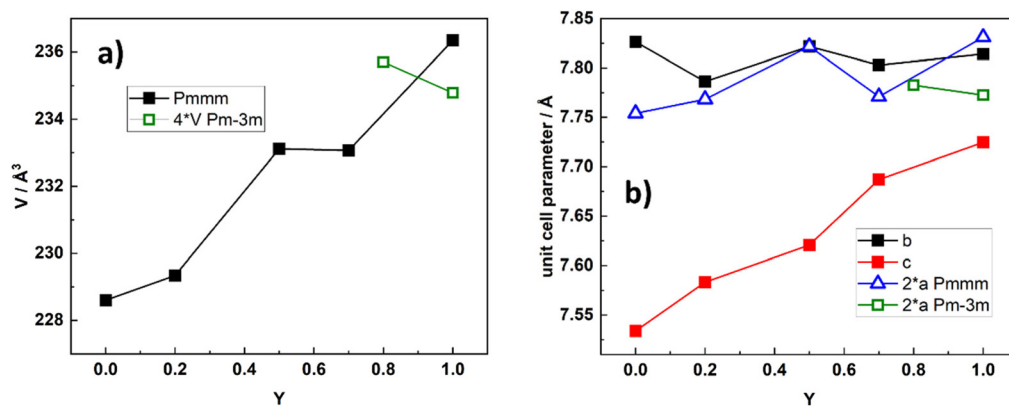 a)
Pmmm
4*V Pm-3m
236
234
232
230
228
V / Å³
0.0 0.2 0.4 0.6 0.8 1.0
Y
b)
b
c
2*a Pmmm
2*a Pm-3m
7.85
7.80
7.75
7.70
7.65
7.60
7.55
unit cell parameter / Å
0.0 0.2 0.4 0.6 0.8 1.0
Y